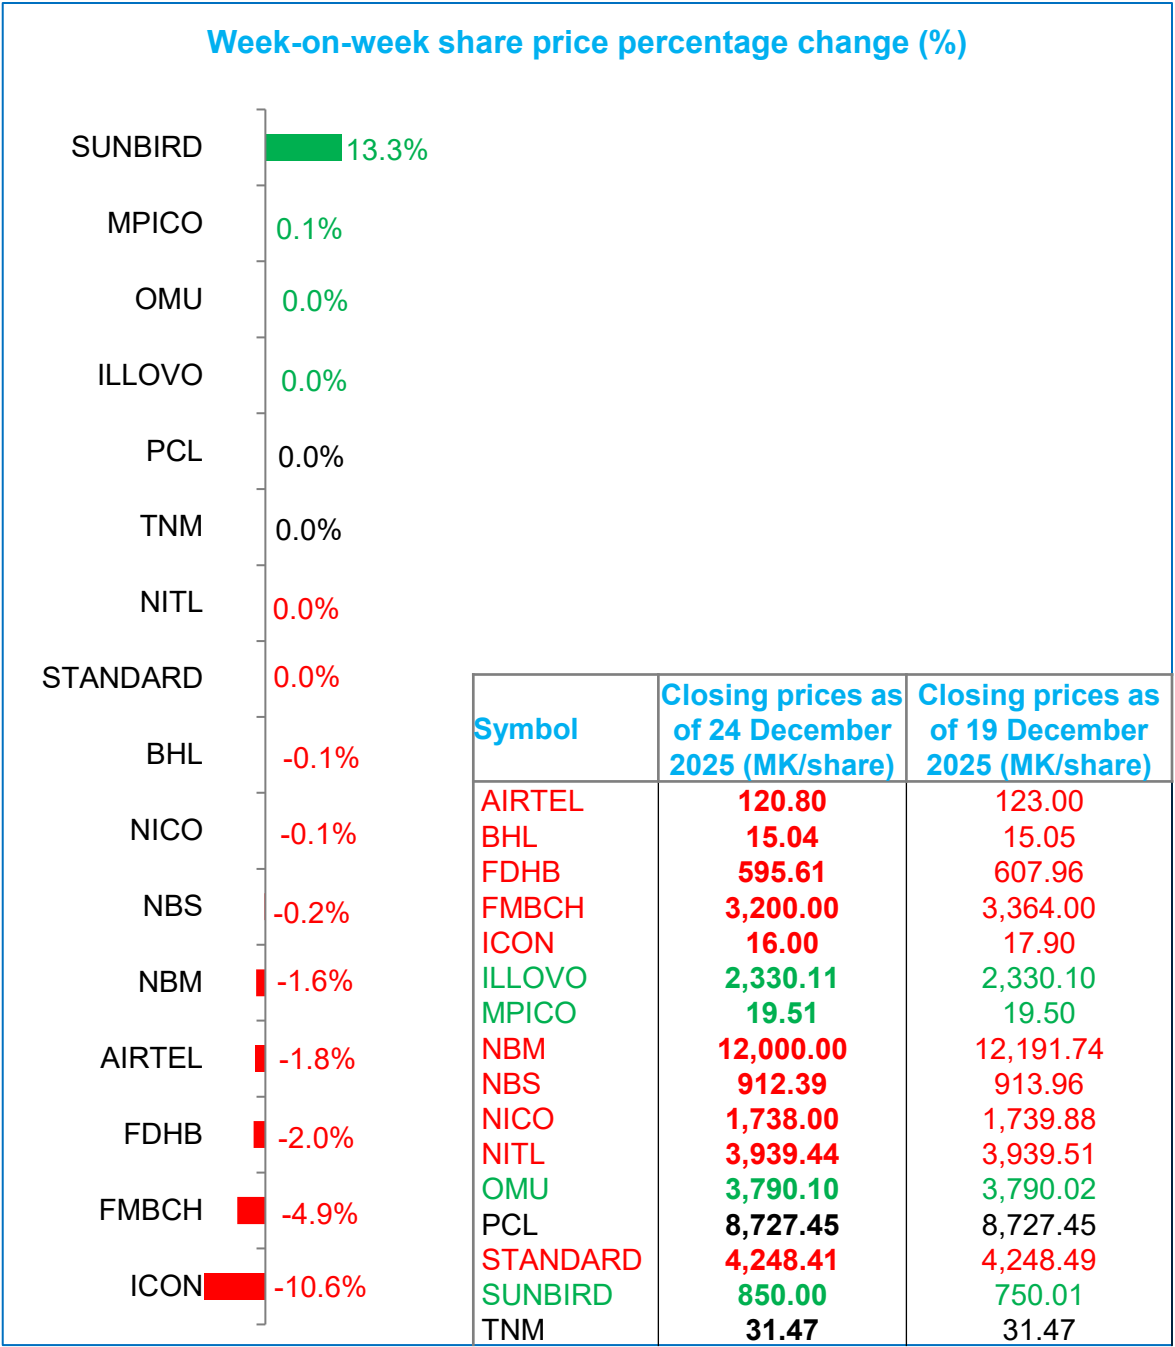 Week-on-week share price percentage change (%)
SUNBIRD 13.3%
MPICO 0.1%
OMU 0.0%
ILLOVO 0.0%
PCL 0.0%
TNM 0.0%
NITL 0.0%
STANDARD 0.0%
BHL -0.1%
NICO -0.1%
NBS -0.2%
NBM -1.6%
AIRTEL -1.8%
FDHB -2.0%
FMBCH -4.9%
ICON -10.6%
Symbol
Closing prices as
of 24 December
2025 (MK/share)
Closing prices as
of 19 December
2025 (MK/share)
AIRTEL 120.80 123.00
BHL 15.04 15.05
FDHB 595.61 607.96
FMBCH 3,200.00 3,364.00
ICON 16.00 17.90
ILLOVO 2,330.11 2,330.10
MPICO 19.51 19.50
NBM 12,000.00 12,191.74
NBS 912.39 913.96
NICO 1,738.00 1,739.88
NITL 3,939.44 3,939.51
OMU 3,790.10 3,790.02
PCL 8,727.45 8,727.45
STANDARD 4,248.41 4,248.49
SUNBIRD 850.00 750.01
TNM 31.47 31.47